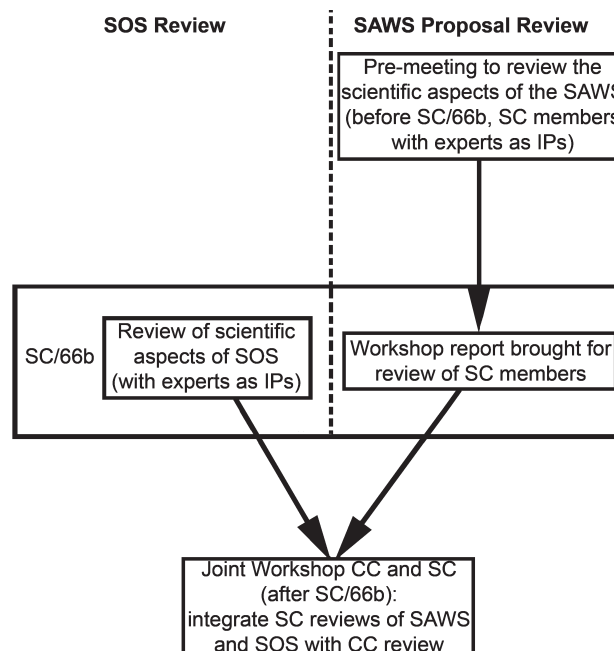 SOS Review
SAWS Proposal Review
Pre-meeting to review the
scientific aspects of the SAWS
(before SC/66b, SC members
with experts as IPs)
SC/66b
Review of scientific
aspects of SOS
(with experts as IPs)
Workshop report brought for
review of SC members
Joint Workshop CC and SC
(after SC/66b):
integrate SC reviews of SAWS
and SOS with CC review